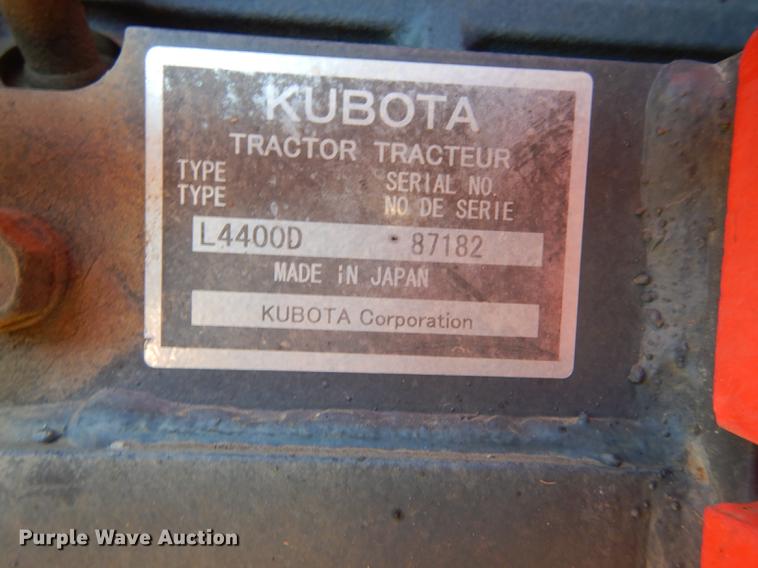 KUBOTA
TRACTOR TRACTEUR
TYPE SERIAL NO.
TYPE NO DE SERIE
L4400D 87182
MADE IN JAPAN
KUBOTA Corporation
Purple Wave Auction